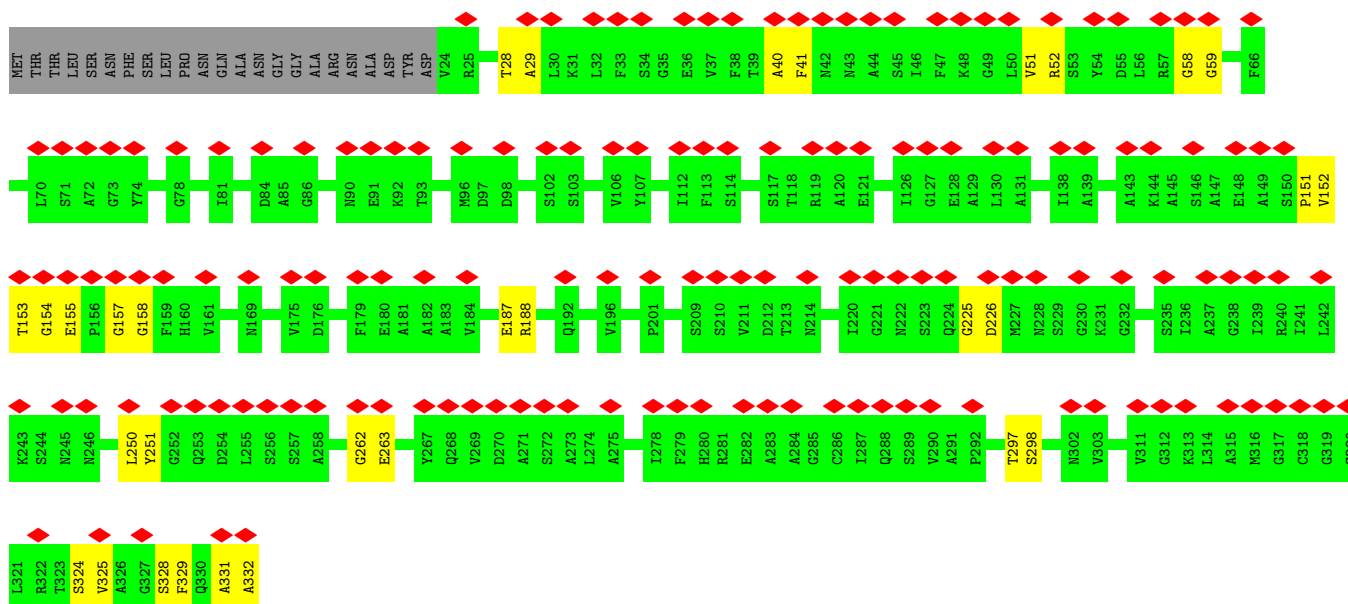 MET THR THR LEU SER ASN PHE SER LEU PRO ASN GLN ALA ASN GLY GLY ALA ARG ASN ALA ASP TYR ASP V24 R25 T28 A29 L30 K31 L32 F33 S34 G35 E36 V37 F38 T39 A40 F41 N42 N43 A44 S45 I46 F47 K48 G49 L50 V51 R52 S53 Y54 D55 L56 R57 G58 G59 F66
L70 S71 A72 G73 Y74 G78 I81 D84 A85 G86 N90 E91 K92 T93 M96 D97 D98 S102 S103 V106 Y107 I112 F113 S114 S117 T118 R119 A120 E121 I126 G127 E128 A129 L130 A131 I138 A139 A143 K144 A145 S146 A147 E148 A149 S150 P151 V152
T153 G154 E155 P156 G157 G158 F159 H160 V161 N169 V175 D176 F179 E180 A181 A182 A183 V184 E187 R188 Q192 V196 P201 S209 S210 V211 D212 T213 N214 I220 G221 N222 S223 Q224 G225 D226 M227 N228 S229 G230 K231 G232 S235 I236 A237 G238 I239 R240 I241 L242
K243 S244 N245 N246 L250 Y251 G252 Q253 D254 L255 S256 S257 A258 G262 E263 Y267 Q268 V269 D270 A271 S272 A273 L274 A275 I278 F279 H280 R281 E282 A283 A284 G285 C286 I287 Q288 S289 V290 A291 P292 T297 S298 N302 V303 V311 G312 K313 L314 A315 M316 G317 C318 G319
L321 R322 T323 S324 V325 A326 G327 S328 F329 Q330 A331 A332